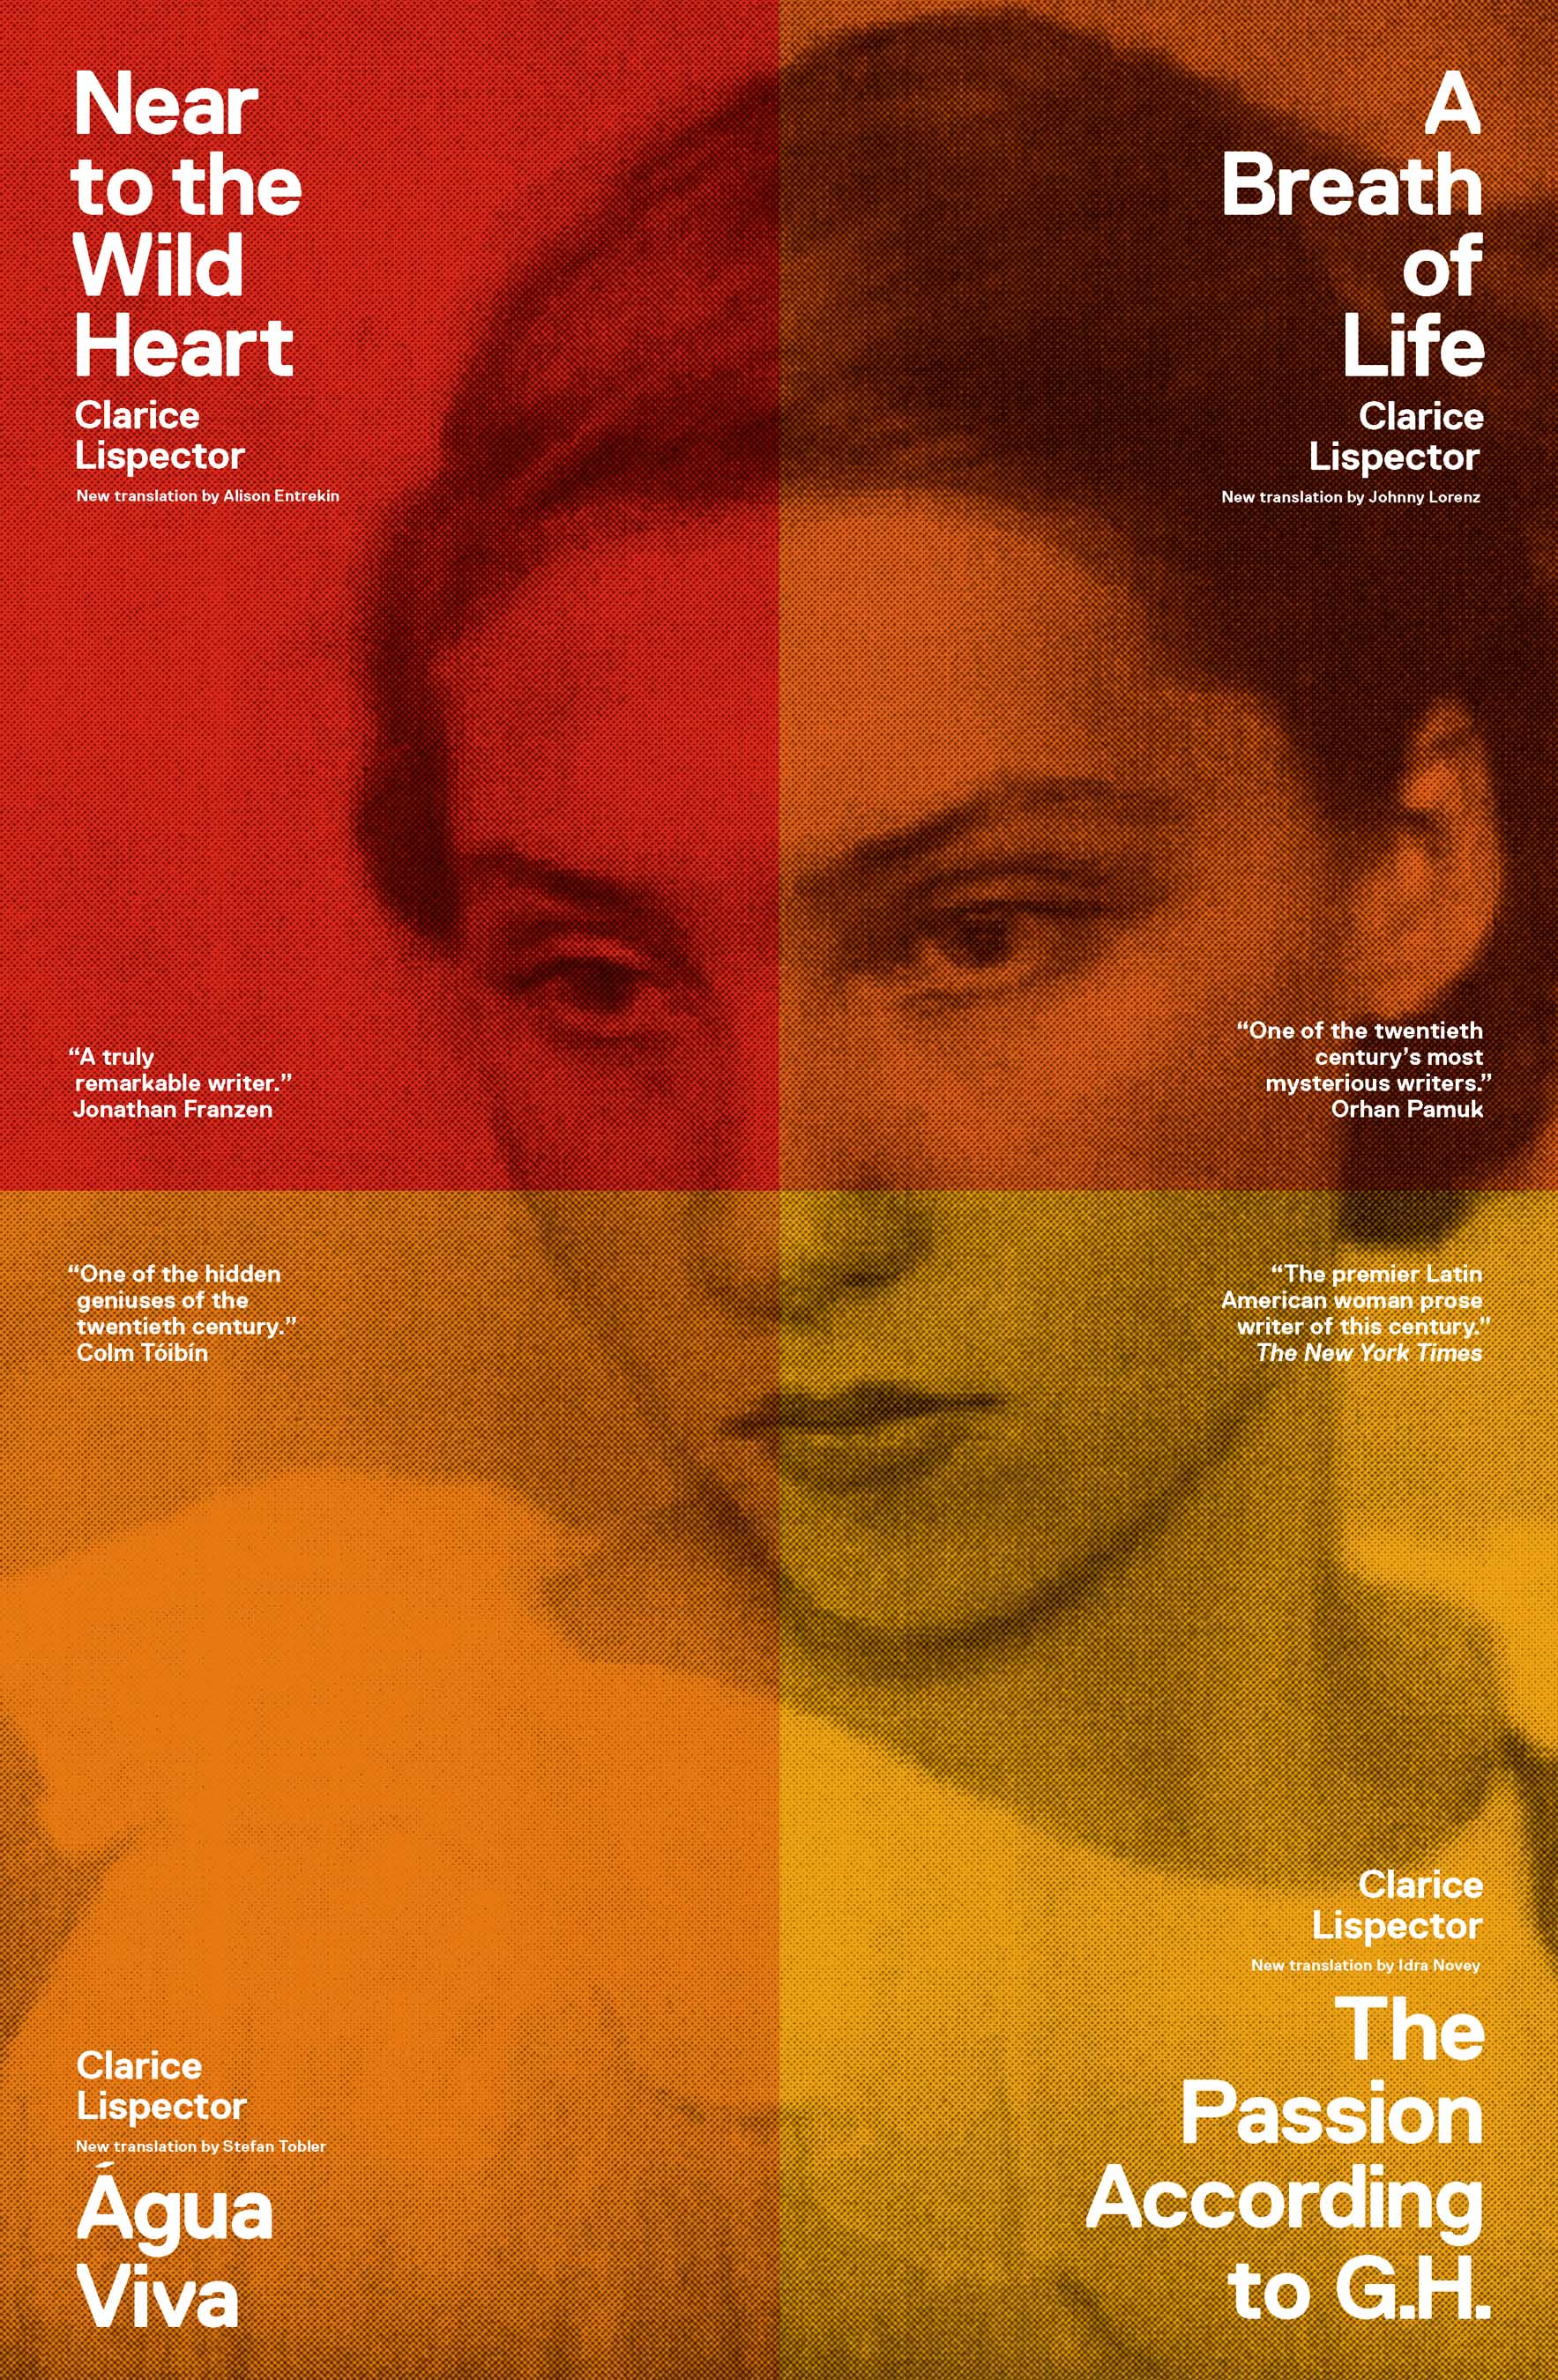 Near
to the
Wild
Heart
Clarice
Lispector
New translation by Alison Entrekin
“A truly
remarkable writer.”
Jonathan Franzen
A
Breath
of
Life
Clarice
Lispector
New translation by Johnny Lorenz
“One of the twentieth
century’s most
mysterious writers.”
Orhan Pamuk
“One of the hidden
geniuses of the
twentieth century.”
Colm Tóibín
Clarice
Lispector
New translation by Stefan Tobler
Água
Viva
“The premier Latin
American woman prose
writer of this century.”
The New York Times
Clarice
Lispector
New translation by Idra Novey
The
Passion
According
to G.H.